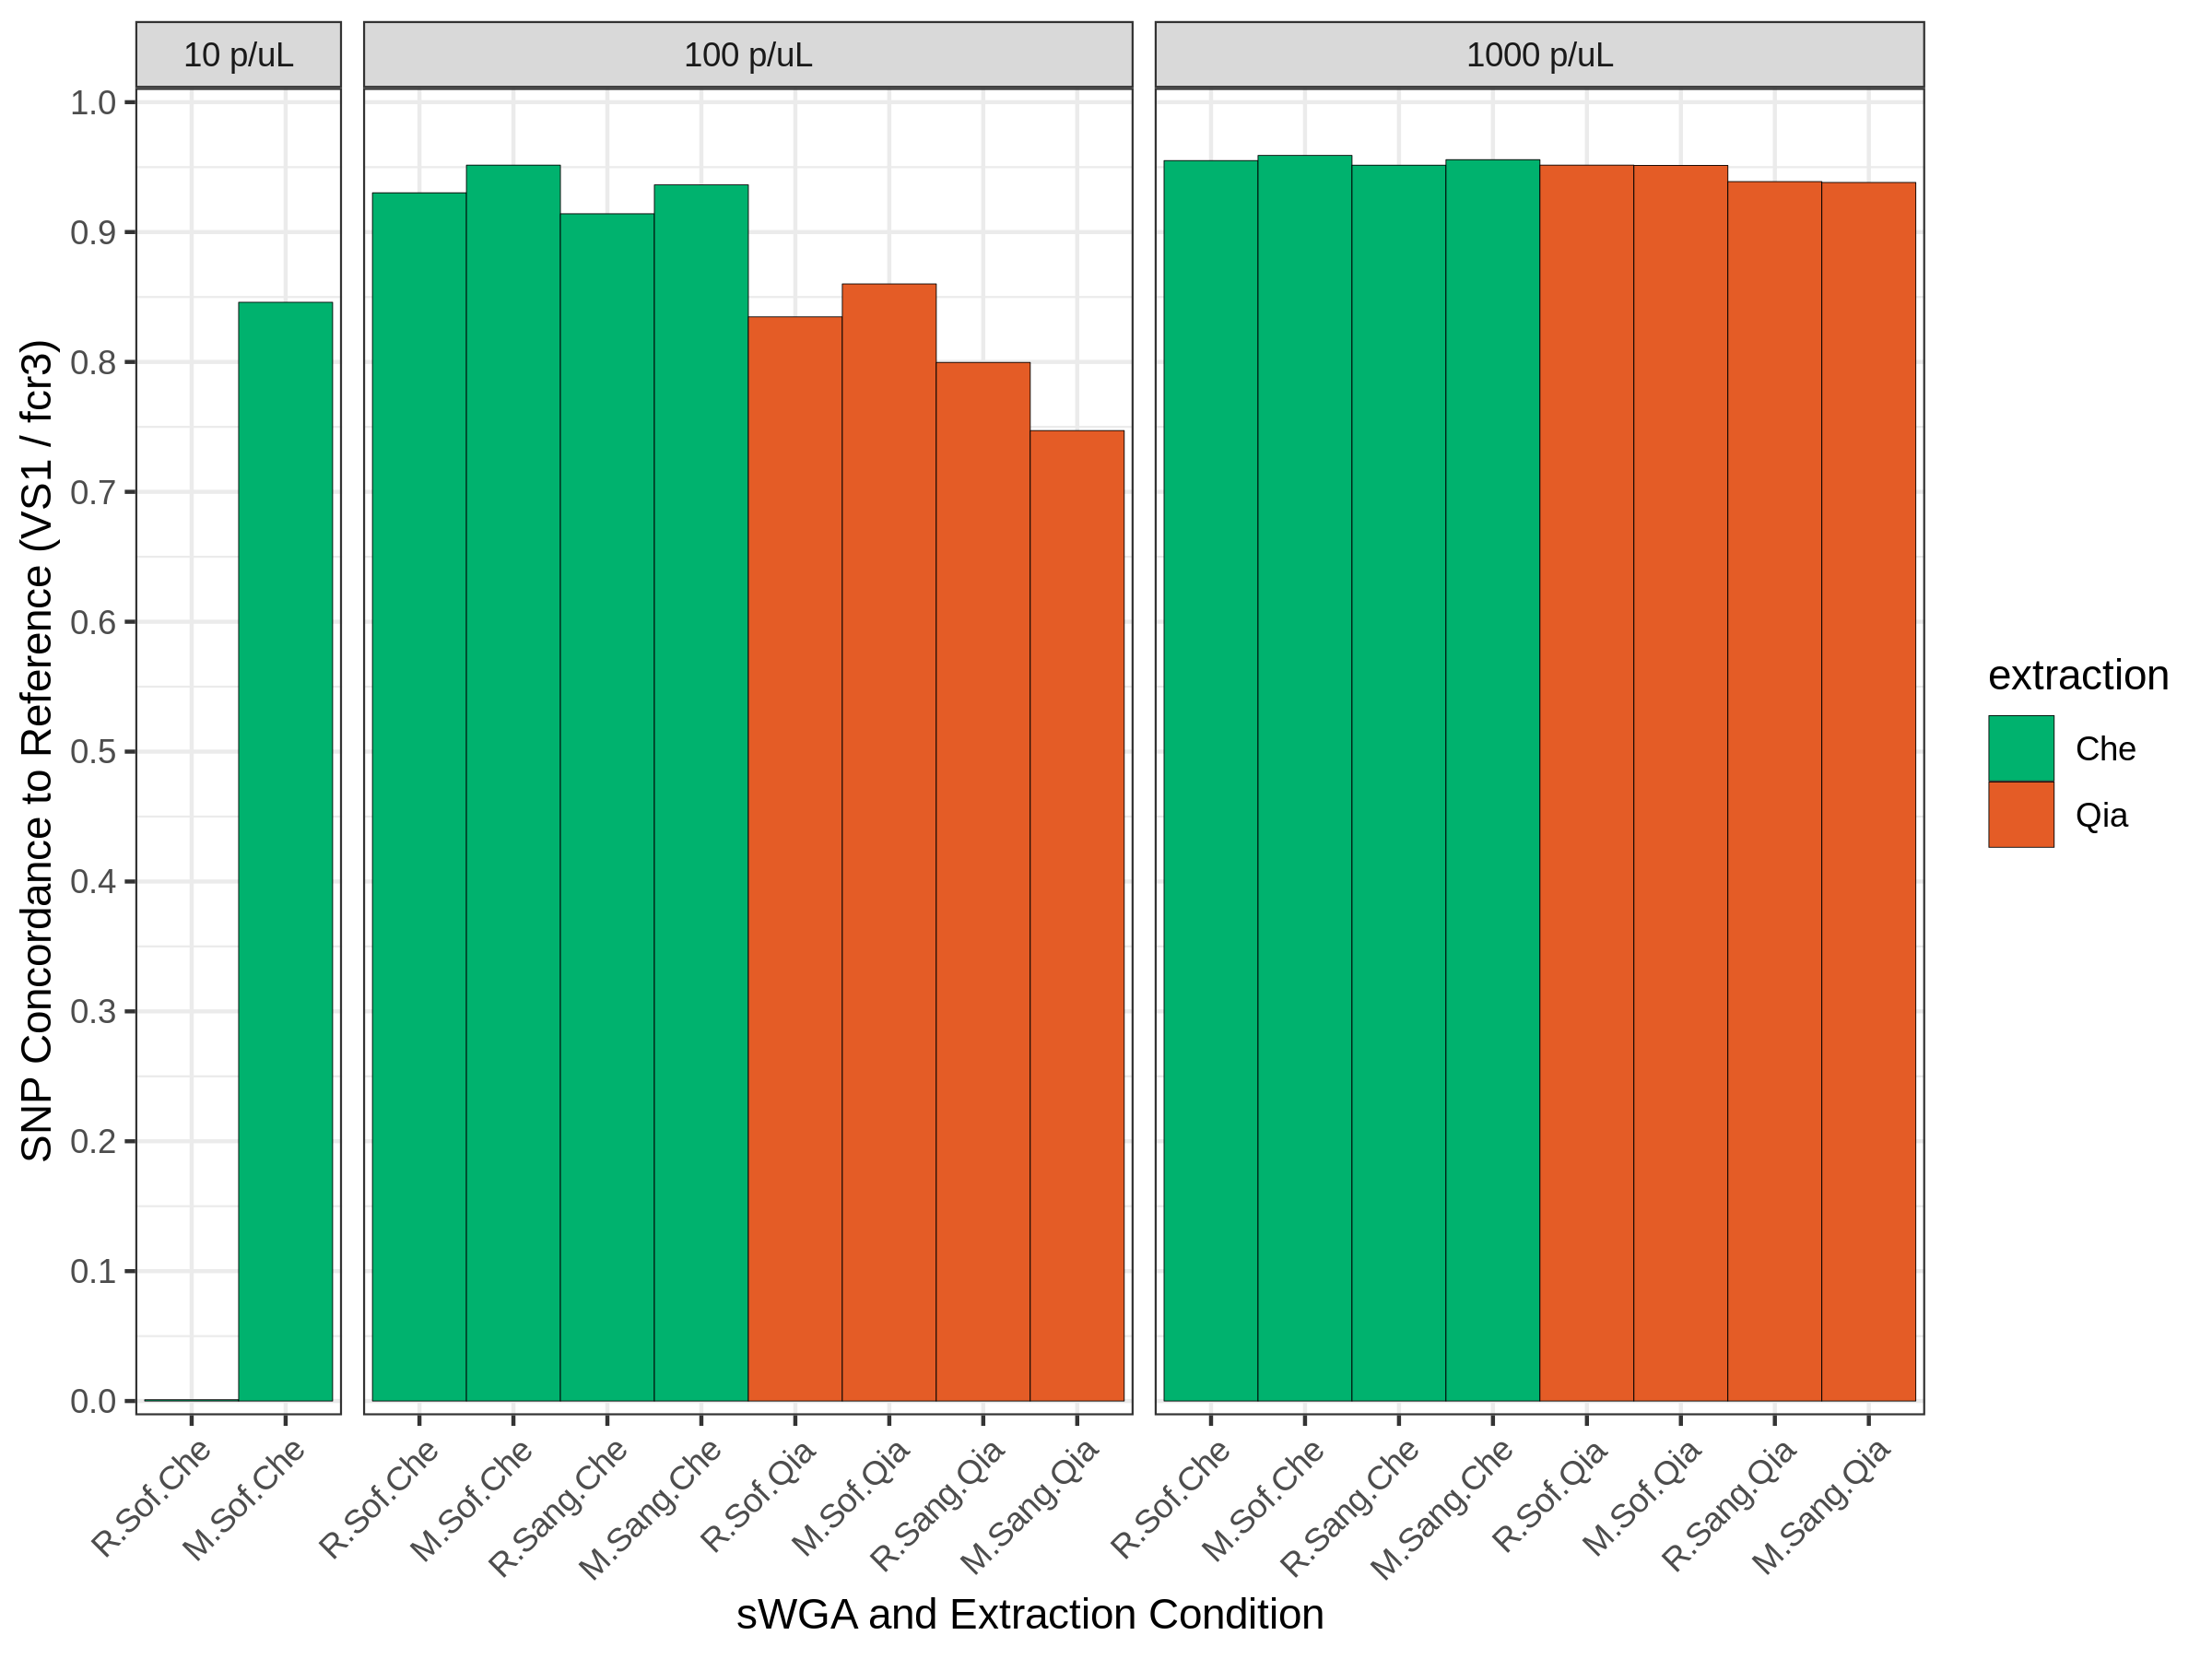 10 p/uL
100 p/uL
1000 p/uL
SNP Concordance to Reference (VS1 / fcr3)
1.0
0.9
0.8
0.7
0.6
0.5
0.4
0.3
0.2
0.1
0.0
extraction
Che
Qia
R.Sof.Che
M.Sof.Che
R.Sof.Che
M.Sof.Che
R.Sang.Che
M.Sang.Che
R.Sof.Qia
M.Sof.Qia
R.Sang.Qia
M.Sang.Qia
R.Sof.Che
M.Sof.Che
R.Sang.Che
M.Sang.Che
R.Sof.Qia
M.Sof.Qia
R.Sang.Qia
M.Sang.Qia
sWGA and Extraction Condition